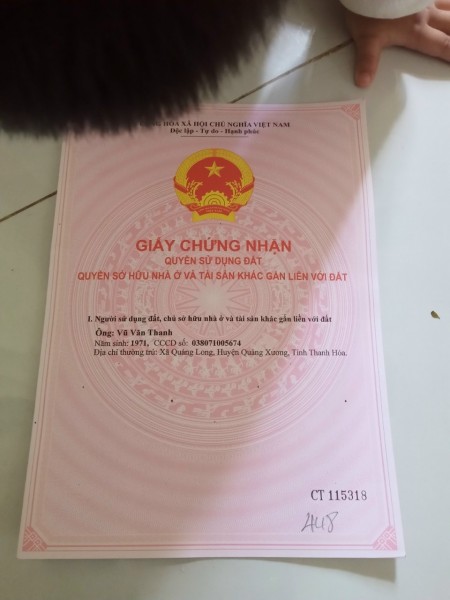 HÒA XÃ HỘI CHỦ NGHĨA VIỆT NAM
Độc lập - Tự do - Hạnh phúc
GIẤY CHỨNG NHẬN
QUYỀN SỬ DỤNG ĐẤT
QUYỀN SỞ HỮU NHÀ Ở VÀ TÀI SẢN KHÁC GẮN LIỀN VỚI ĐẤT
I. Người sử dụng đất, chủ sở hữu nhà ở và tài sản khác gắn liền với đất
Ông: Vũ Văn Thanh
Năm sinh: 1971, CCCD số: 038071005674
Địa chỉ thường trú: Xã Quảng Long, Huyện Quảng Xương, Tỉnh Thanh Hóa.
CT 115318